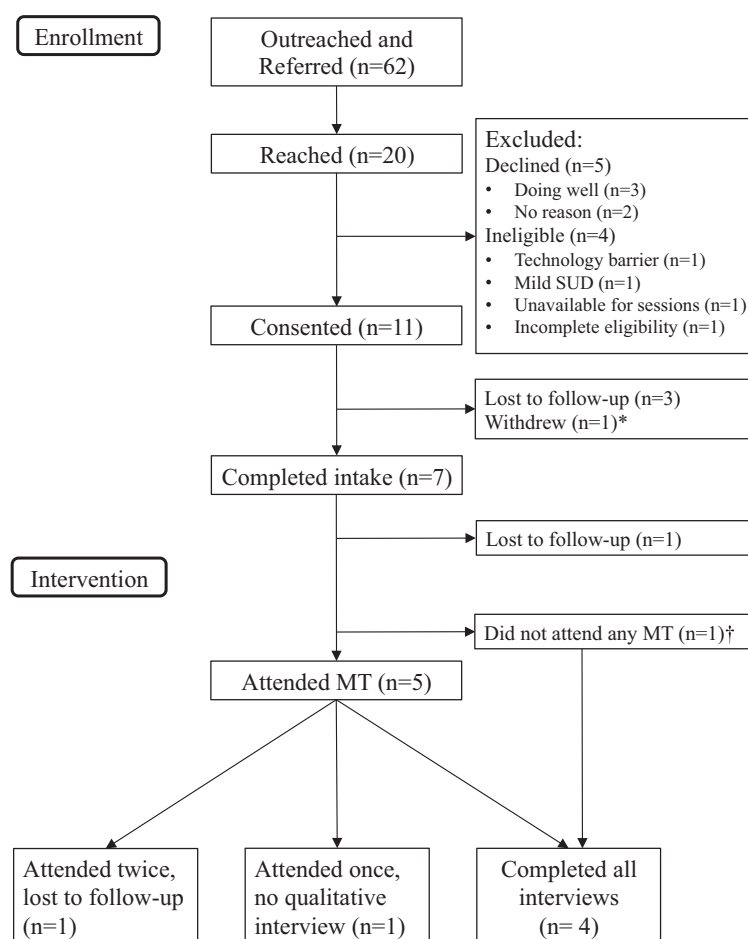 Enrollment
Outreached and
Referred (n=62)
Reached (n=20)
Excluded:
Declined (n=5)
• Doing well (n=3)
• No reason (n=2)
Ineligible (n=4)
• Technology barrier (n=1)
• Mild SUD (n=1)
• Unavailable for sessions (n=1)
• Incomplete eligibility (n=1)
Consented (n=11)
Lost to follow-up (n=3)
Withdrew (n=1)*
Completed intake (n=7)
Lost to follow-up (n=1)
Intervention
Did not attend any MT (n=1)†
Attended MT (n=5)
Attended twice,
lost to follow-up
(n=1)
Attended once,
no qualitative
interview (n=1)
Completed all
interviews
(n= 4)